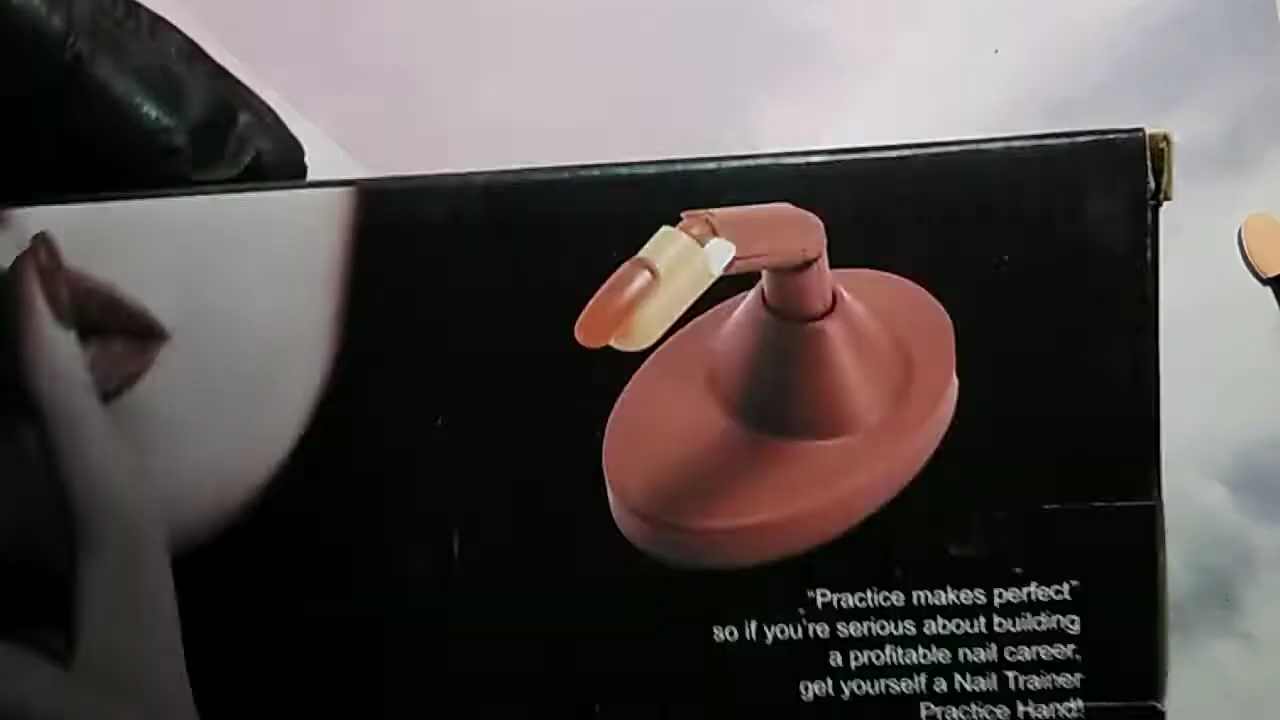 "Practice makes perfect"
so if you're serious about building
a profitable nail career,
get yourself a Nail Trainer
Practice Hand!